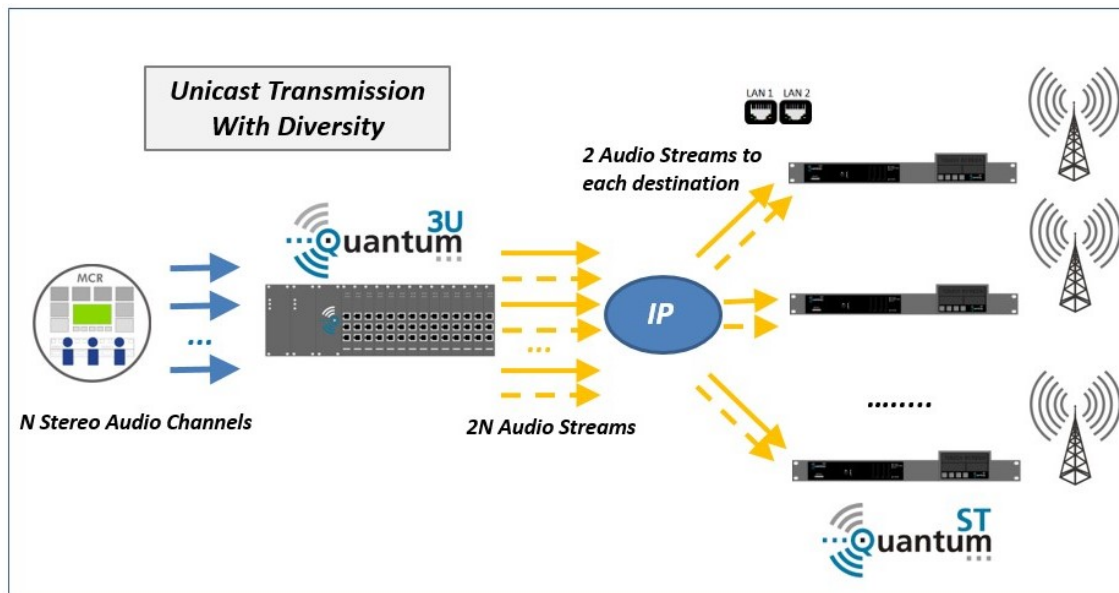 Unicast Transmission
With Diversity
LAN 1 LAN 2
2 Audio Streams to
each destination
3U
Quantum
MCR
IP
...
...
N Stereo Audio Channels
2N Audio Streams
........
ST
Quantum